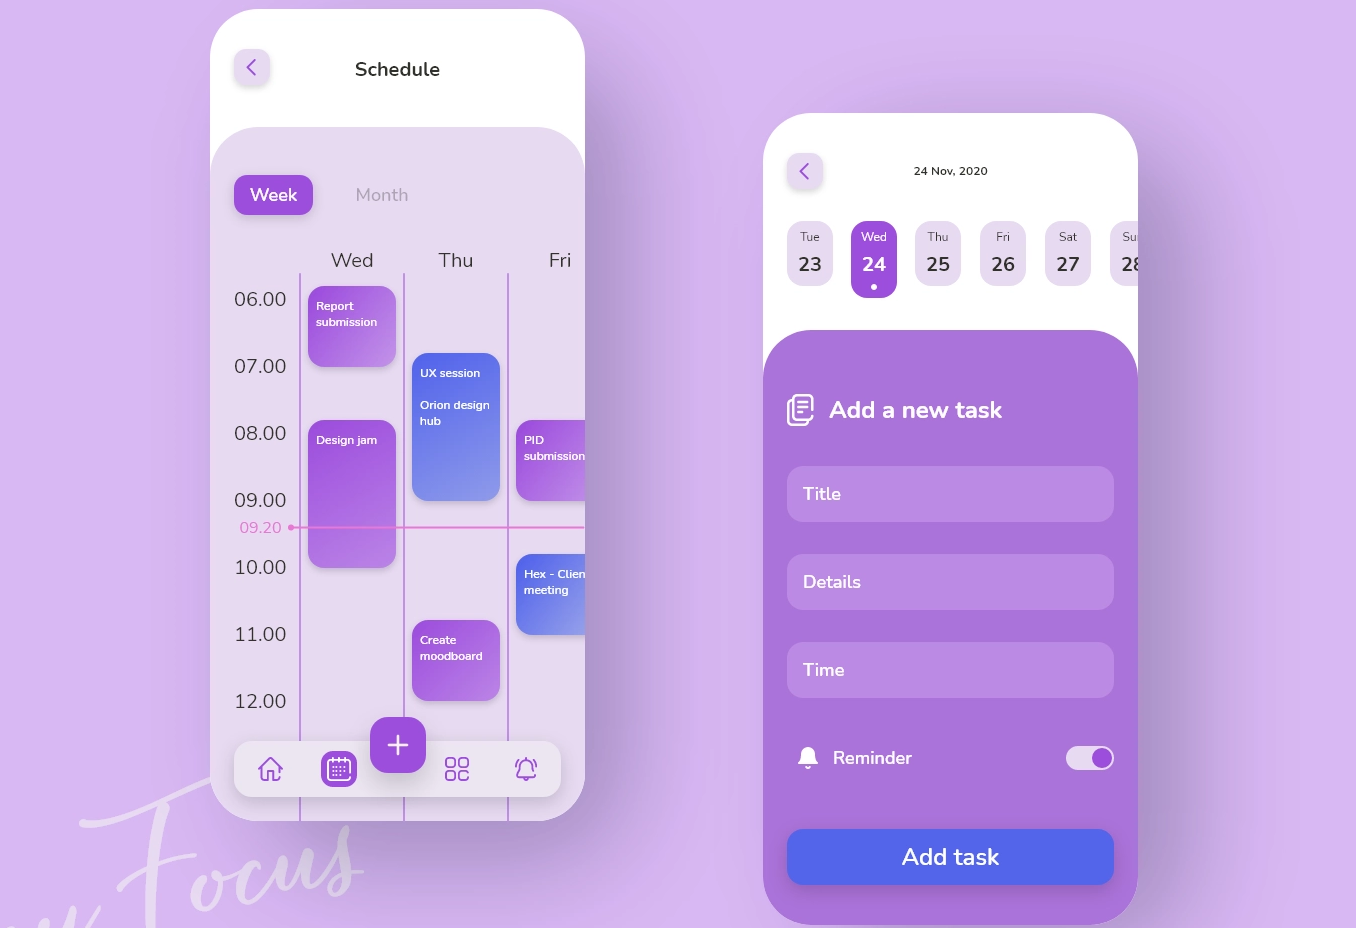 Schedule
Week
Month
Wed
Thu
Fri
06.00
07.00
08.00
09.00
09.20
10.00
11.00
12.00
Report
submission
Design jam
UX session
Orion design
hub
Create
moodboard
PID
submission
Hex - Clien
meeting
Focus
24 Nov, 2020
Tue
23
Wed
24
Thu
25
Fri
26
Sat
27
Add a new task
Title
Details
Time
Reminder
Add task